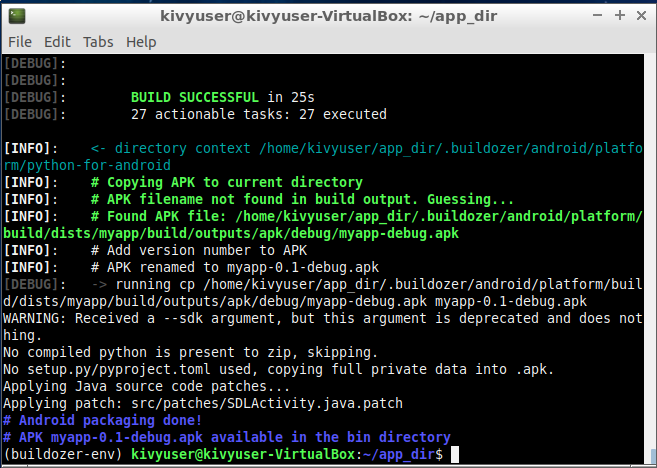 kivyuser@kivyuser-VirtualBox: ~/app_dir
File Edit Tabs Help
[DEBUG]:
[DEBUG]:
[DEBUG]: BUILD SUCCESSFUL in 25s
[DEBUG]: 27 actionable tasks: 27 executed
[INFO]: <- directory context /home/kivyuser/app_dir/.buildozer/android/platfo
rm/python-for-android
[INFO]: # Copying APK to current directory
[INFO]: # APK filename not found in build output. Guessing...
[INFO]: # Found APK file: /home/kivyuser/app_dir/.buildozer/android/platform/
build/dists/myapp/build/outputs/apk/debug/myapp-debug.apk
[INFO]: # Add version number to APK
[INFO]: # APK renamed to myapp-0.1-debug.apk
[DEBUG]: -> running cp /home/kivyuser/app_dir/.buildozer/android/platform/buil
d/dists/myapp/build/outputs/apk/debug/myapp-debug.apk myapp-0.1-debug.apk
WARNING: Received a --sdk argument, but this argument is deprecated and does not
hing.
No compiled python is present to zip, skipping.
No setup.py/pyproject.toml used, copying full private data into .apk.
Applying Java source code patches...
Applying patch: src/patches/SDLActivity.java.patch
# Android packaging done!
# APK myapp-0.1-debug.apk available in the bin directory
(buildozer-env) kivyuser@kivyuser-VirtualBox:~/app_dir$